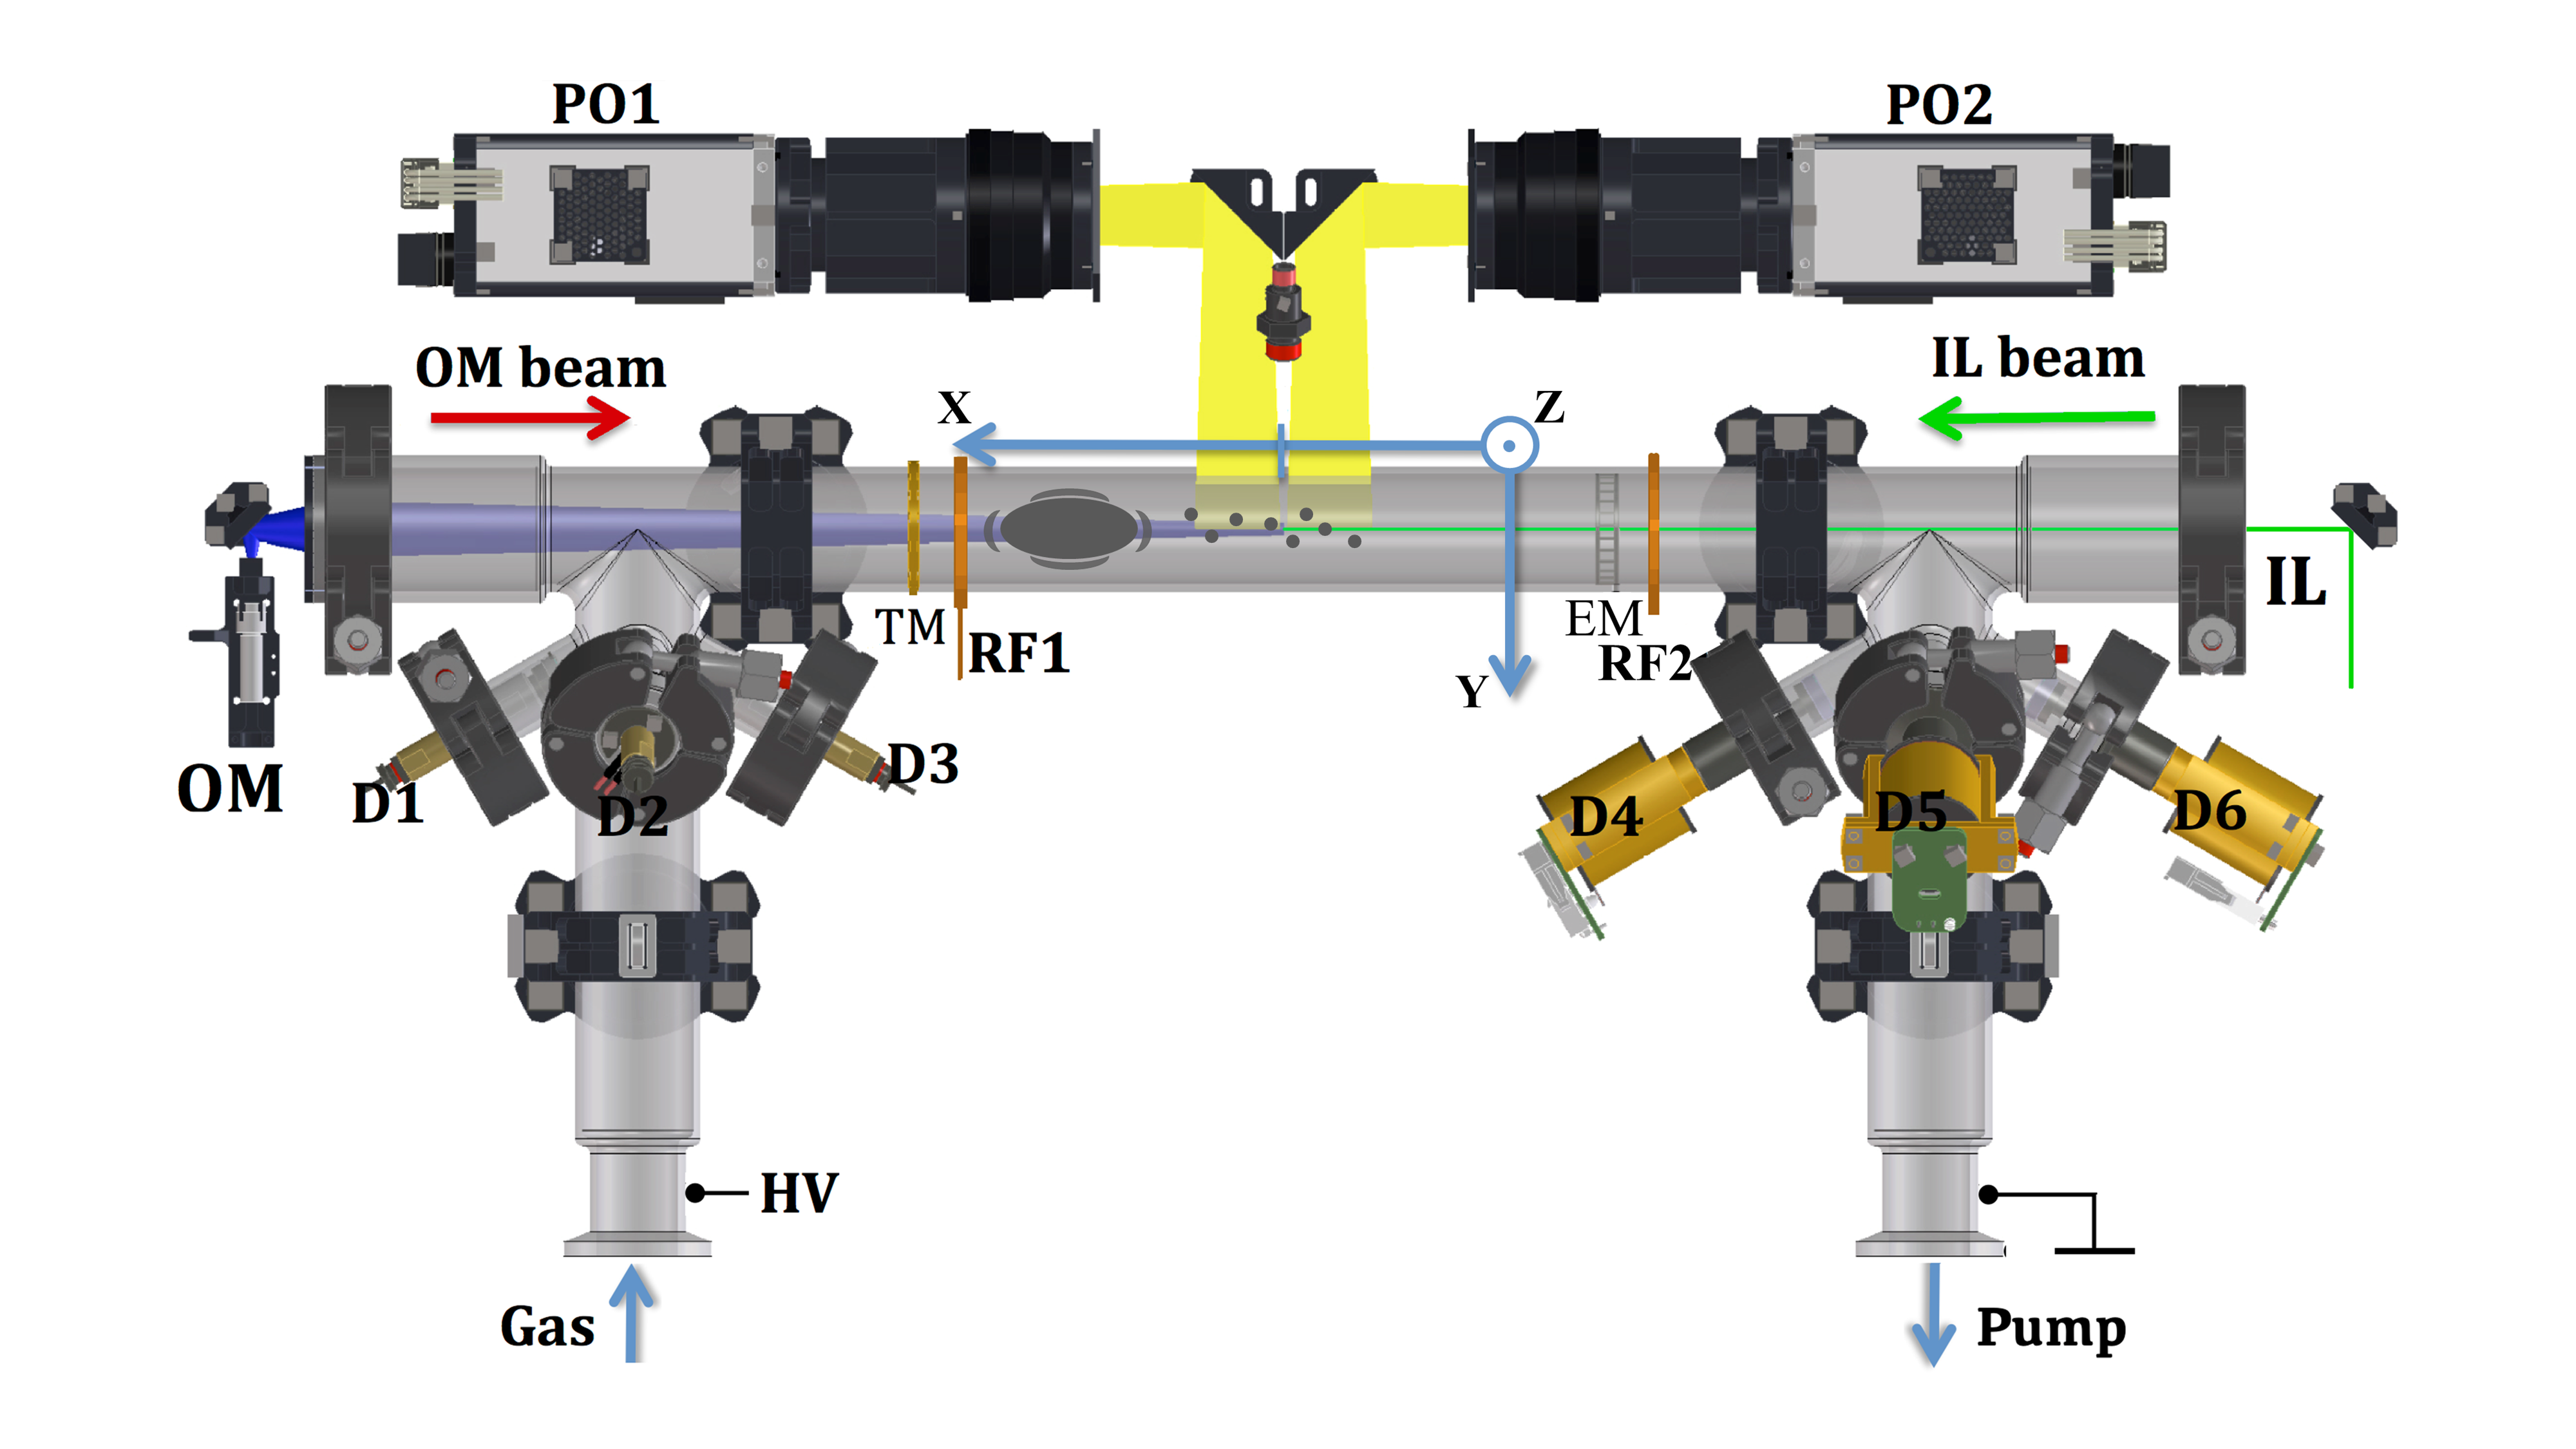 PO1
PO2
OM beam
IL beam
X
Z
IL
TM
EM
RF1
RF2
Y
OM
D1
D2
D3
D4
D5
D6
HV
Gas
Pump